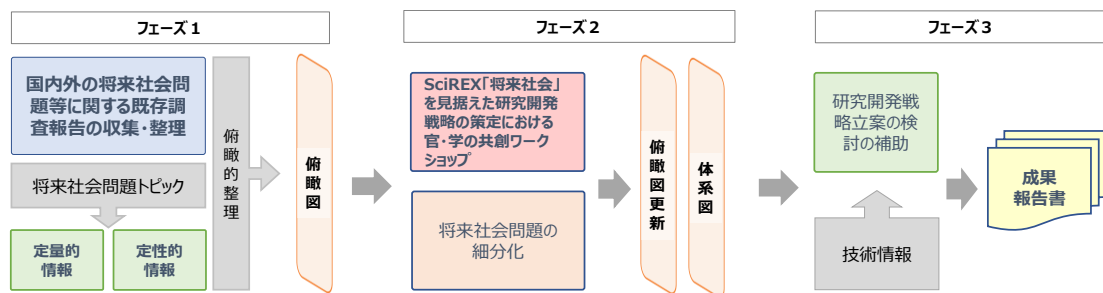 フェーズ１
国内外の将来社会問
題等に関する既存調
査報告の収集・整理
将来社会問題トピック
定量的
情報
定性的
情報
俯瞰的整理
俯瞰図
フェーズ２
SciREX「将来社会」
を見据えた研究開発
戦略の策定における
官・学の共創ワーク
ショップ
将来社会問題の
細分化
俯瞰図更新
体系図
フェーズ３
研究開発戦
略立案の検
討の補助
技術情報
成果
報告書